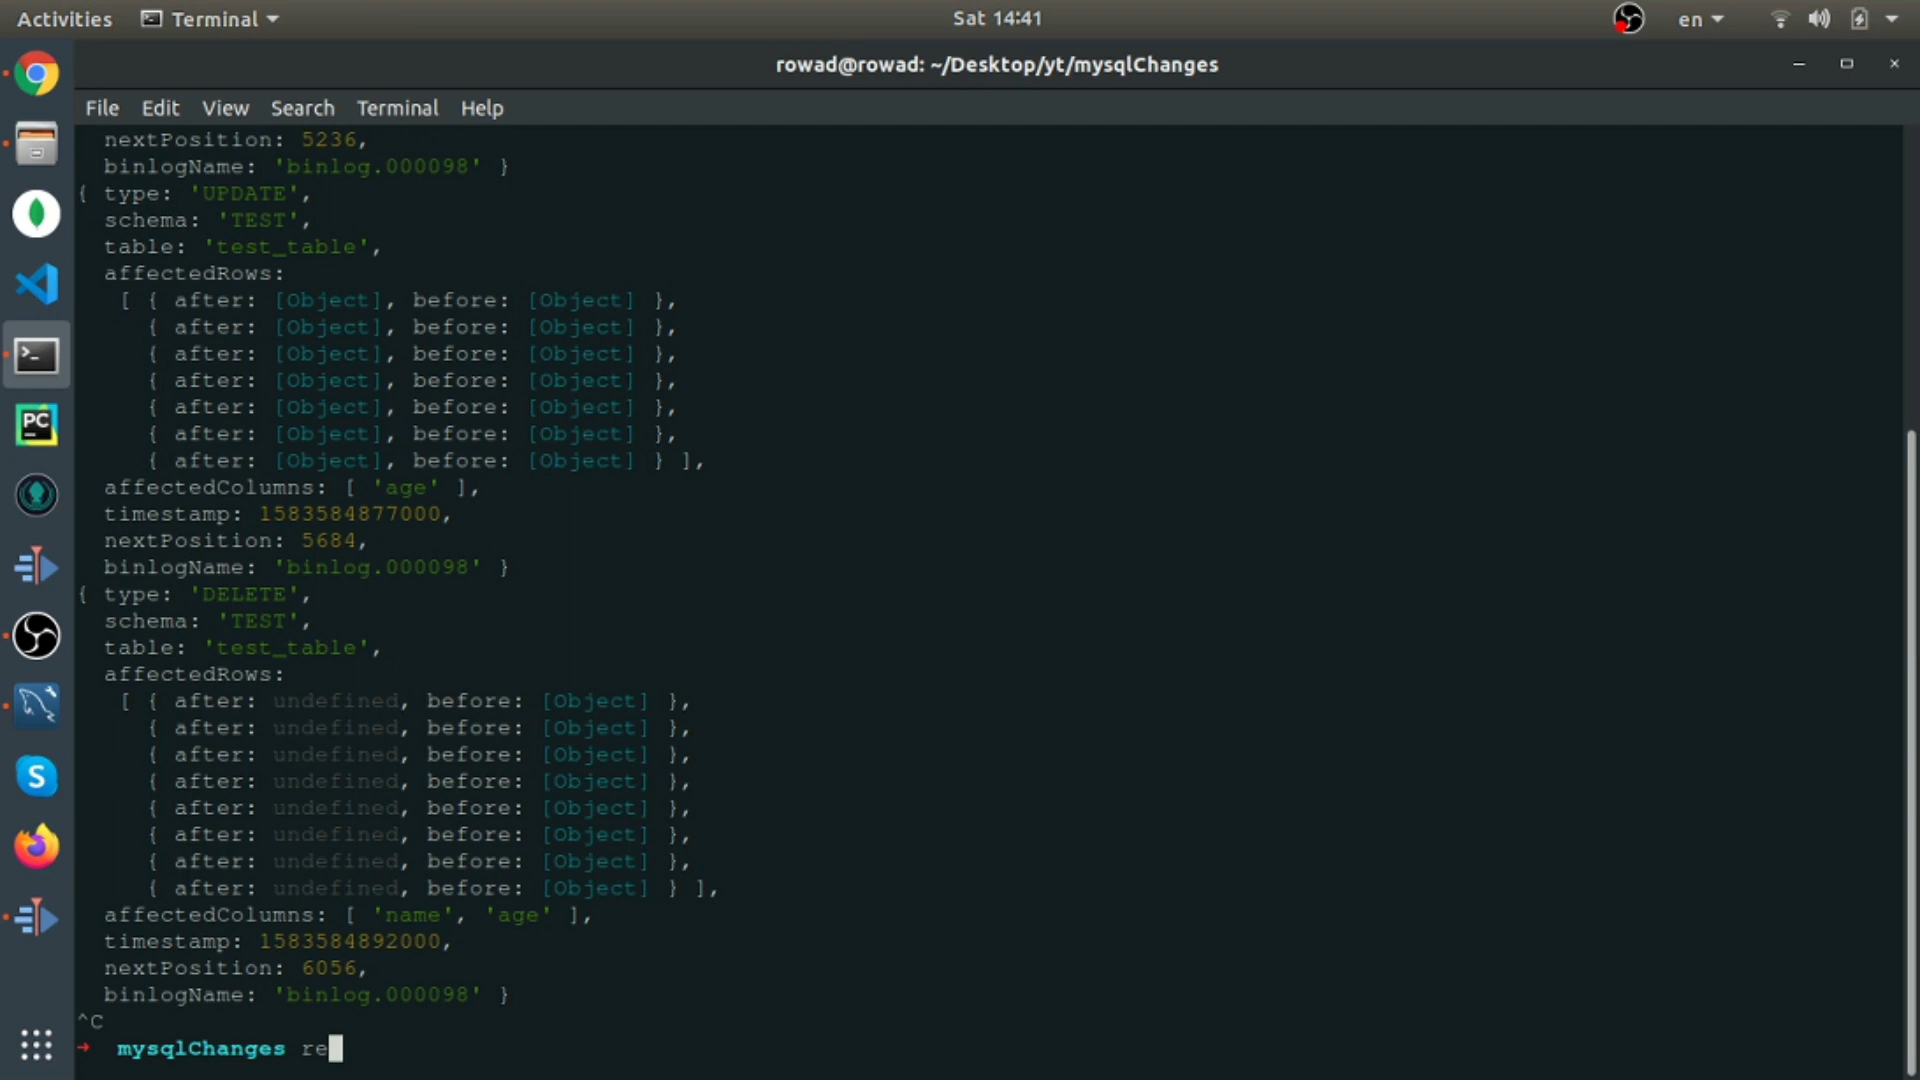 Activities Terminal Sat 14:41 en
rowad@rowad: ~/Desktop/yt/mysqlChanges
File Edit View Search Terminal Help
nextPosition: 5236,
binlogName: 'binlog.000098' }
{ type: 'UPDATE',
schema: 'TEST',
table: 'test_table',
affectedRows:
[ { after: [Object], before: [Object] },
{ after: [Object], before: [Object] },
{ after: [Object], before: [Object] },
{ after: [Object], before: [Object] },
{ after: [Object], before: [Object] },
{ after: [Object], before: [Object] },
{ after: [Object], before: [Object] } ],
affectedColumns: [ 'age' ],
timestamp: 1583584877000,
nextPosition: 5684,
binlogName: 'binlog.000098' }
{ type: 'DELETE',
schema: 'TEST',
table: 'test_table',
affectedRows:
[ { after: undefined, before: [Object] },
{ after: undefined, before: [Object] },
{ after: undefined, before: [Object] },
{ after: undefined, before: [Object] },
{ after: undefined, before: [Object] },
{ after: undefined, before: [Object] },
{ after: undefined, before: [Object] },
{ after: undefined, before: [Object] } ],
affectedColumns: [ 'name', 'age' ],
timestamp: 1583584892000,
nextPosition: 6056,
binlogName: 'binlog.000098' }
^C
➜ mysqlChanges re
PC
S